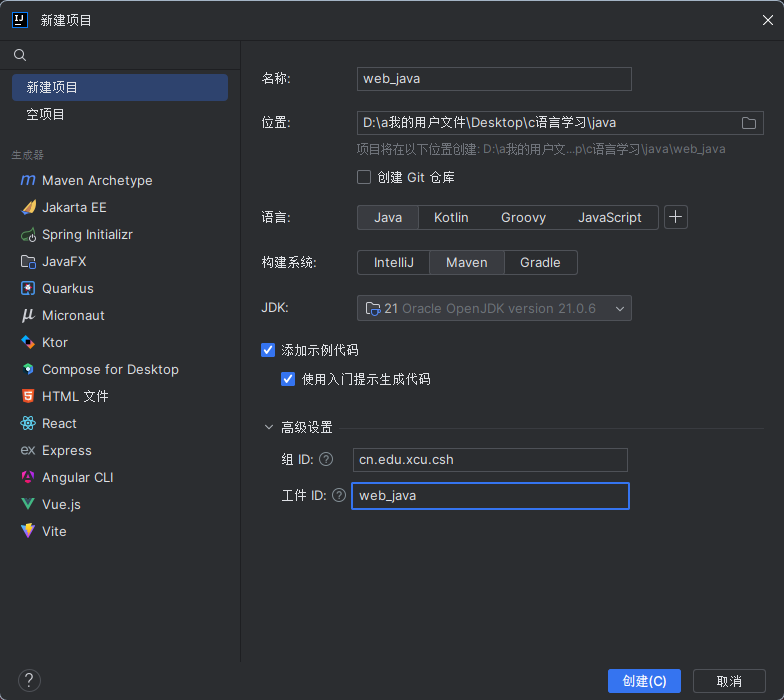 新建项目
新建项目
空项目
生成器
Maven Archetype
Jakarta EE
Spring Initializr
JavaFX
Quarkus
Micronaut
Ktor
Compose for Desktop
HTML 文件
React
Express
Angular CLI
Vue.js
Vite
名称: web_java
位置: D:\a我的用户文件\Desktop\c语言学习\java
项目将在以下位置创建: D:\a我的用户文...p\c语言学习\java\web_java
创建 Git 仓库
语言: Java Kotlin Groovy JavaScript
构建系统: IntelliJ Maven Gradle
JDK: 21 Oracle OpenJDK version 21.0.6
添加示例代码
使用入门提示生成代码
高级设置
组 ID: ? cn.edu.xcu.csh
工件 ID: ? web_java
? 创建(C) 取消